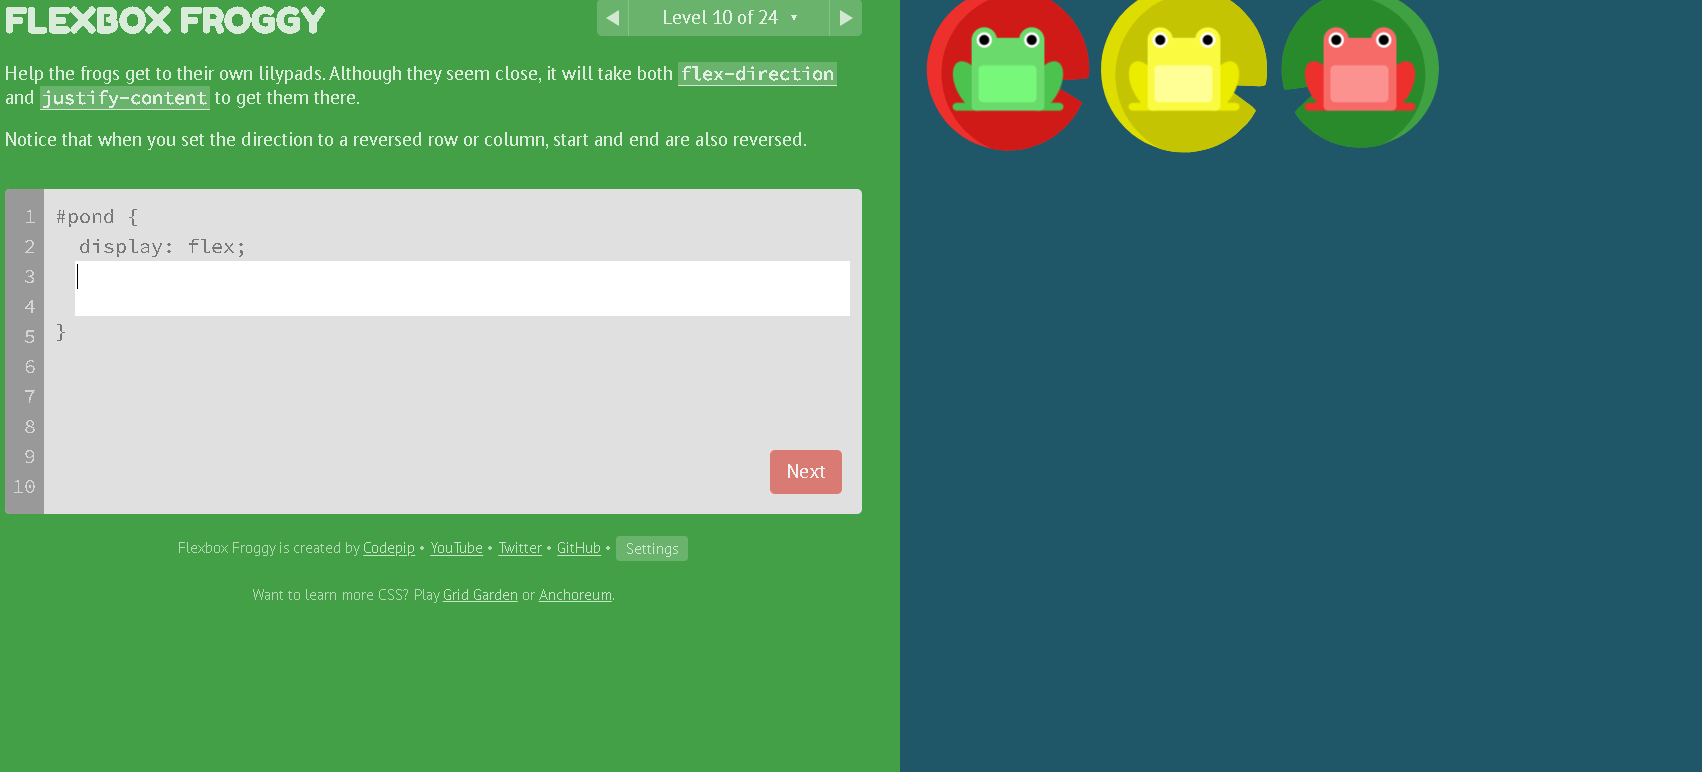 FLEXBOX FROGGY
Level 10 of 24 ▼
Help the frogs get to their own lilypads. Although they seem close, it will take both flex-direction
and justify-content to get them there.
Notice that when you set the direction to a reversed row or column, start and end are also reversed.
1 #pond {
2 display: flex;
3
4
5 }
6
7
8
9
10
Next
Flexbox Froggy is created by Codepip • YouTube • Twitter • GitHub • Settings
Want to learn more CSS? Play Grid Garden or Anchoreum.